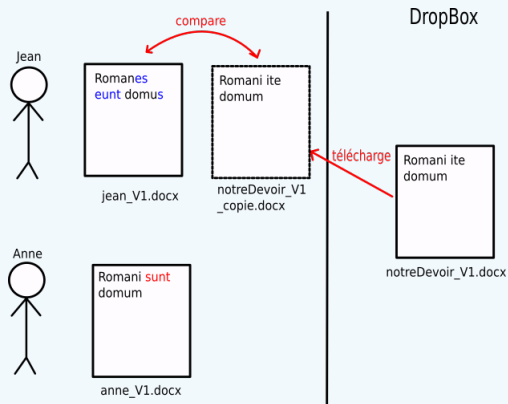 DropBox
compare
Jean
Romanes
eunt domus
Romani ite
domum
jean_V1.docx
notreDevoir_V1
_copie.docx
télécharge
Romani ite
domum
notreDevoir_V1.docx
Anne
Romani sunt
domum
anne_V1.docx